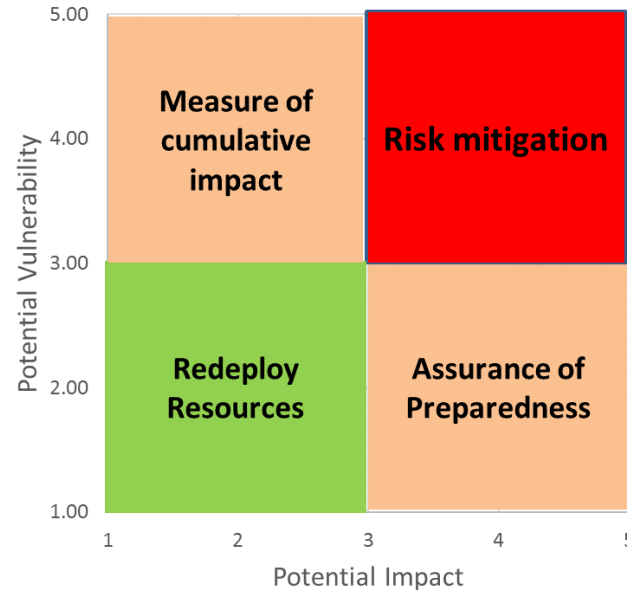 5.00
Measure of
cumulative
impact
Risk mitigation
4.00
3.00
Redeploy
Resources
Assurance of
Preparedness
2.00
1.00
1
2
3
4
5
Potential Vulnerability
Potential Impact